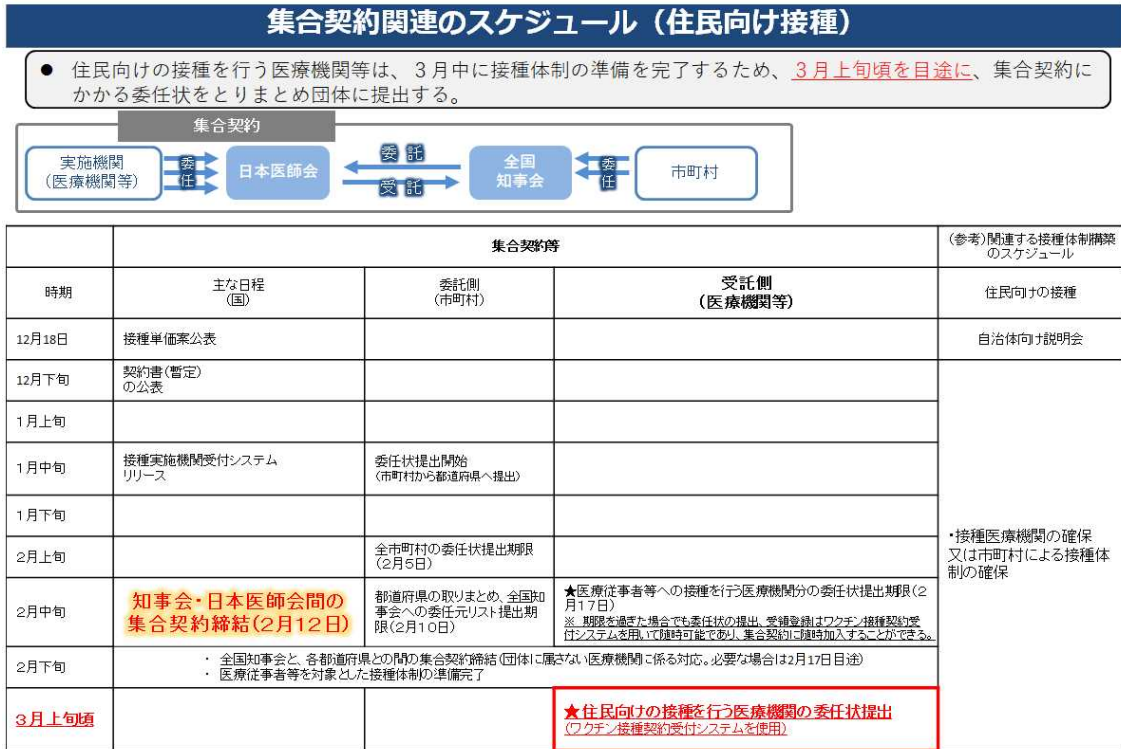 集合契約関連のスケジュール（住民向け接種）
● 住民向けの接種を行う医療機関等は、３月中に接種体制の準備を完了するため、３月上旬頃を目途に、集合契約に
かかる委任状をとりまとめ団体に提出する。
集合契約
実施機関
（医療機関等）
委任
日本医師会
委託
受託
全国
知事会
委任
市町村
集合契約等
(参考)関連する接種体制構築
のスケジュール
時期
主な日程
(国)
委託側
(市町村)
受託側
(医療機関等)
住民向けの接種
12月18日
接種単価案公表
自治体向け説明会
12月下旬
契約書(暫定)
の公表
1月上旬
1月中旬
接種実施機関受付システム
リリース
委任状提出開始
(市町村から都道府県へ提出)
1月下旬
2月上旬
全市町村の委任状提出期限
(2月5日)
・接種医療機関の確保
又は市町村による接種体
制の確保
2月中旬
知事会・日本医師会間の
集合契約締結(2月12日)
都道府県の取りまとめ、全国知
事会への委任元リスト提出期
限(2月10日)
★医療従事者等への接種を行う医療機関分の委任状提出期限(2
月17日)
※ 期限を過ぎた場合でも委任状の提出、受領登録はワクチン接種契約受
付システムを用いて随時可能であり、集合契約に随時加入することができる。
2月下旬
・ 全国知事会と、各都道府県との間の集合契約締結(団体に属さない医療機関に係る対応。必要な場合は2月17日目途)
・ 医療従事者等を対象とした接種体制の準備完了
3月上旬頃
★住民向けの接種を行う医療機関の委任状提出
(ワクチン接種契約受付システムを使用)